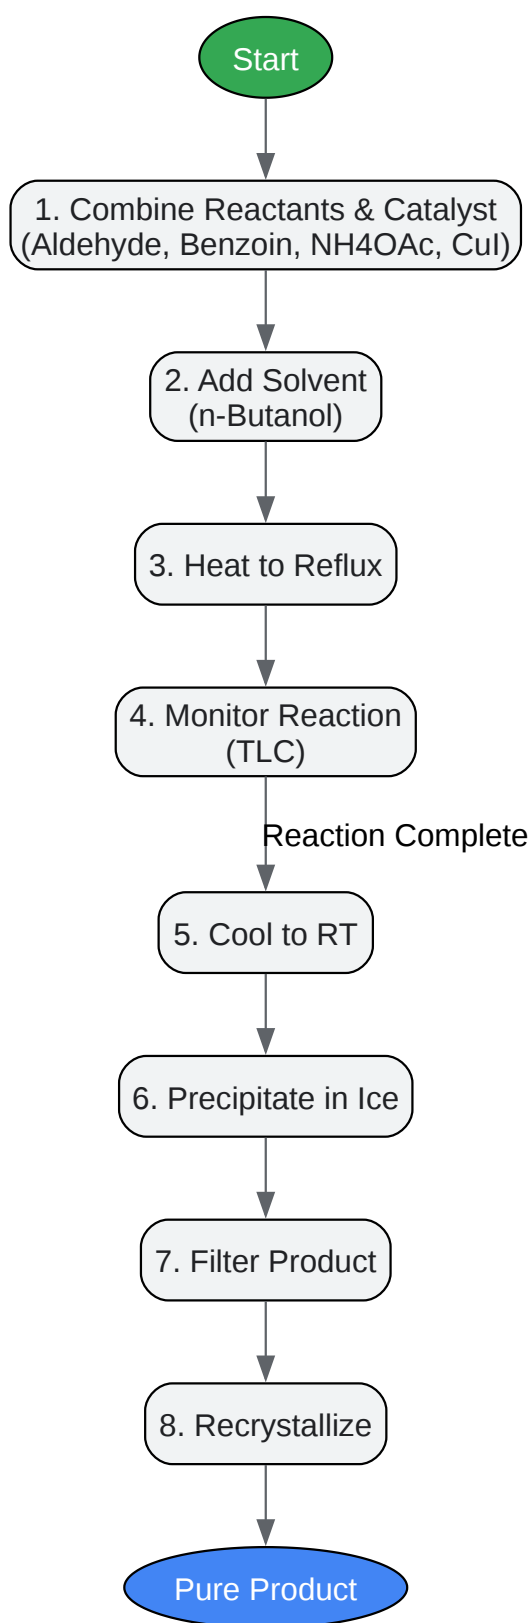 Start
1. Combine Reactants & Catalyst
(Aldehyde, Benzoin, NH4OAc, CuI)
2. Add Solvent
(n-Butanol)
3. Heat to Reflux
4. Monitor Reaction
(TLC)
Reaction Complete
5. Cool to RT
6. Precipitate in Ice
7. Filter Product
8. Recrystallize
Pure Product